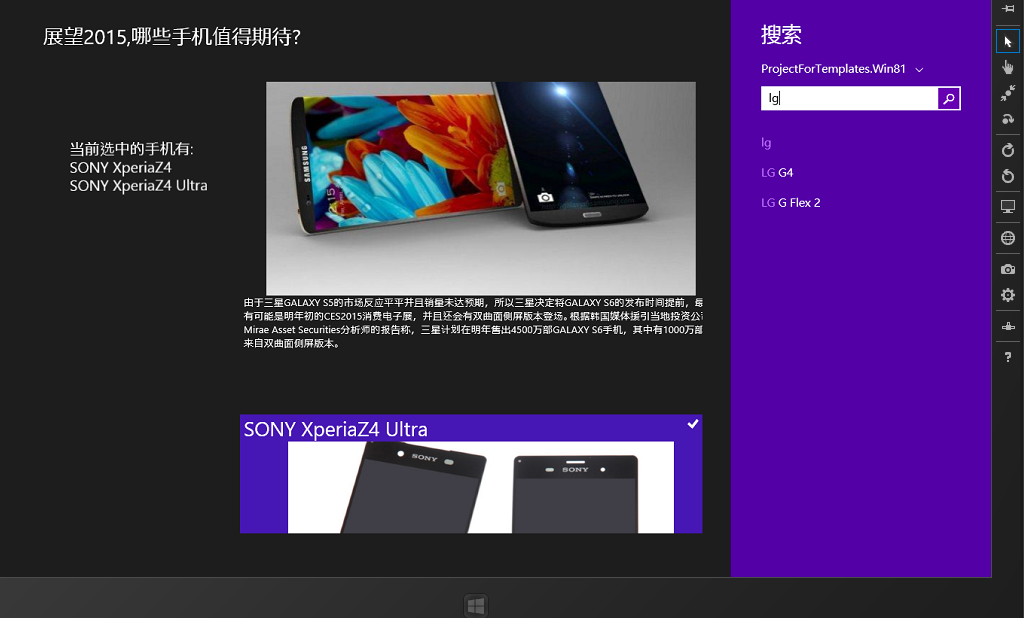 展望2015,哪些手机值得期待?
当前选中的手机有:
SONY XperiaZ4
SONY XperiaZ4 Ultra
SAMSUNG
由于三星GALAXY S5的市场反应平平并且销量未达预期，所以三星决定将GALAXY S6的发布时间提前，
有可能是明年初的CES2015消费电子展，并且还会有双曲面侧屏版本登场。根据韩国媒体援引当地投资公
Mirae Asset Securities分析师的报告称，三星计划在明年售出4500万部GALAXY S6手机，其中有1000万部
来自双曲面侧屏版本。
SONY XperiaZ4 Ultra
SONY
SONY
搜索
ProjectForTemplates.Win81
lg
lg
LG G4
LG G Flex 2
?